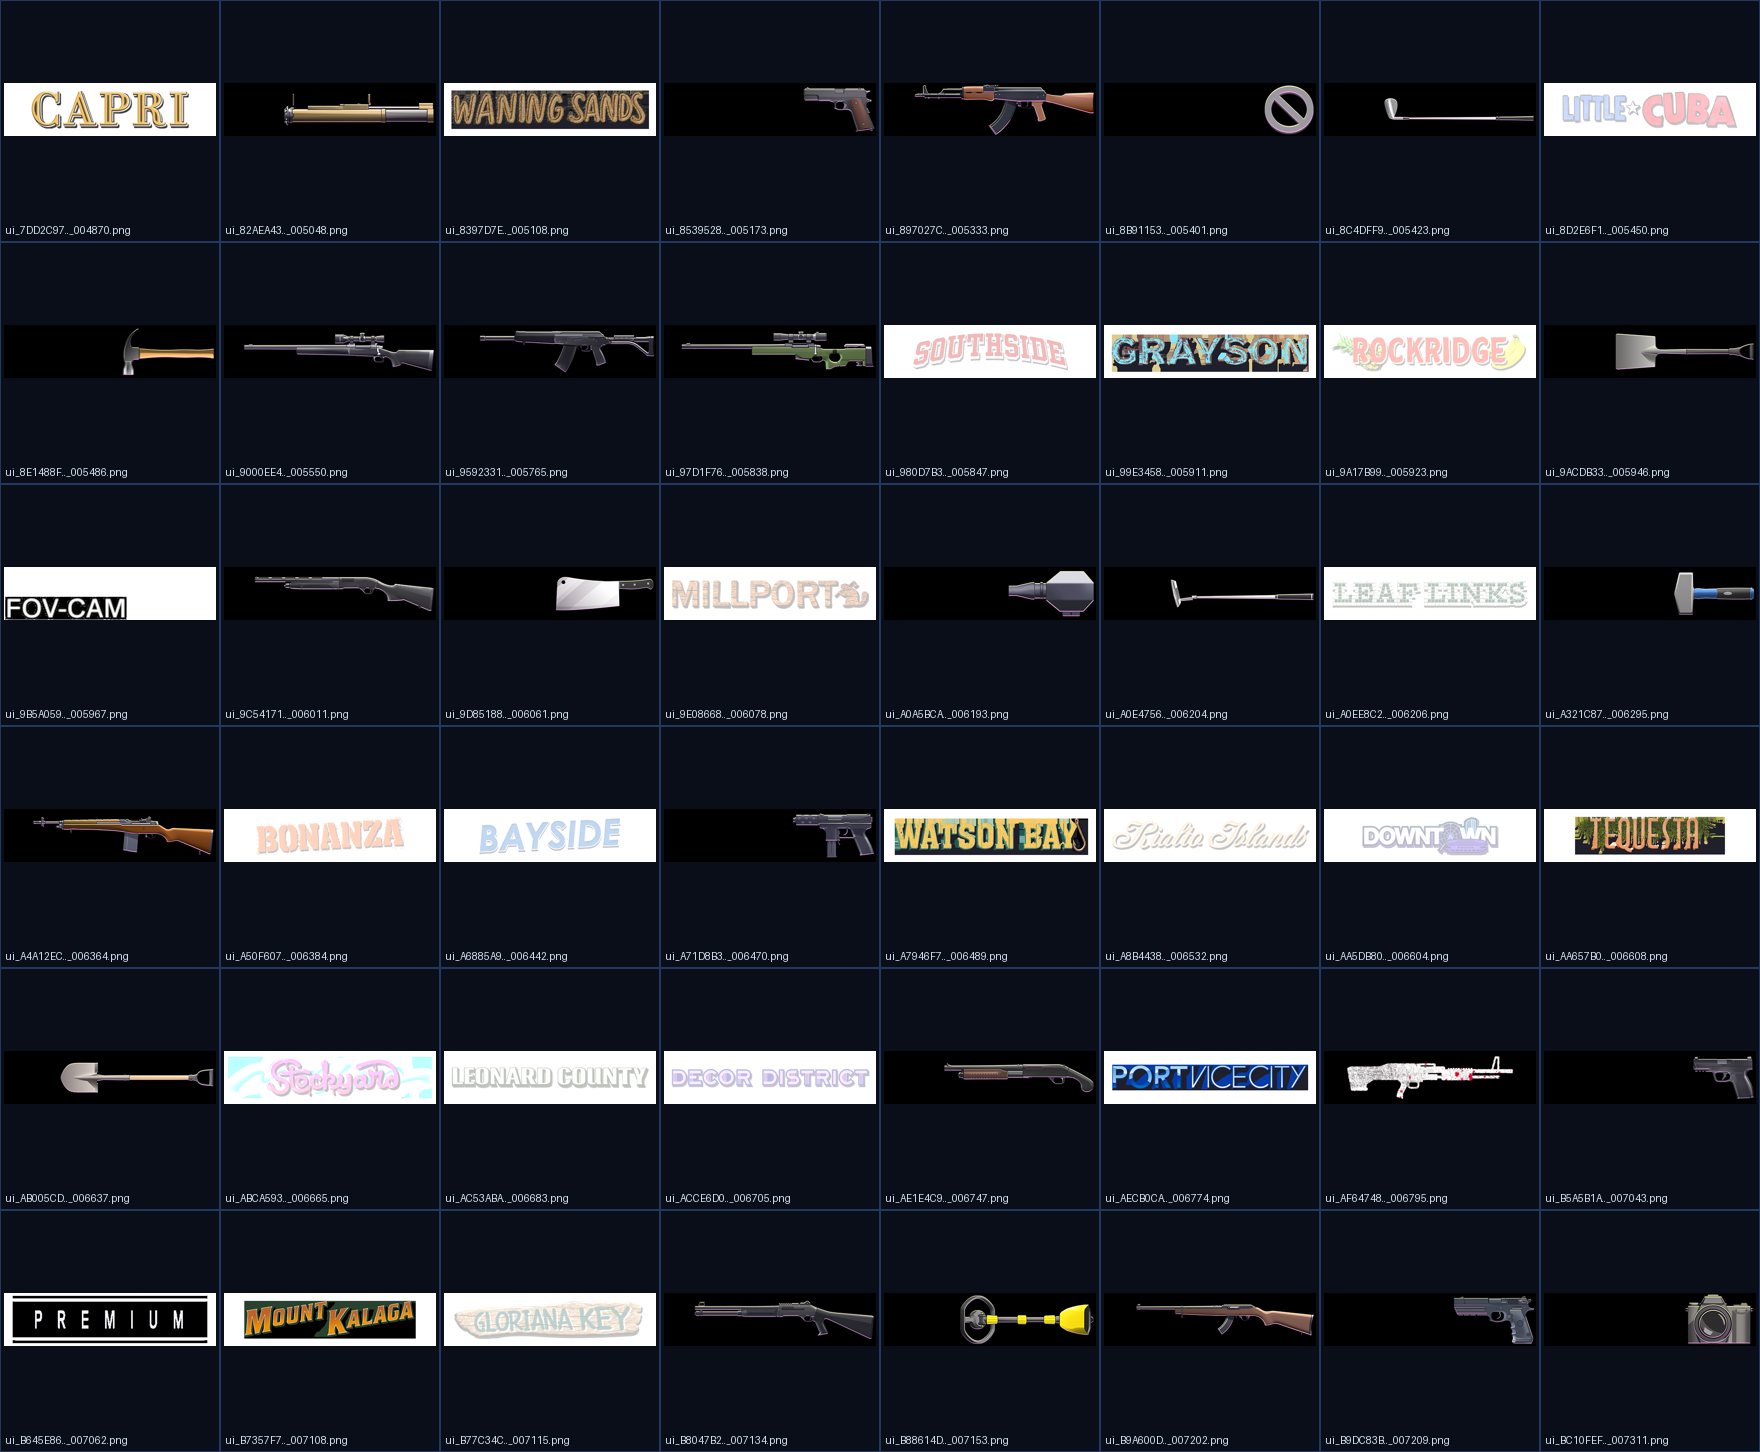 CAPRI
WANING SANDS
LITTLE CUBA
ui_7DD2C97.._004870.png
ui_82AEA43.._005048.png
ui_8397D7E.._005108.png
ui_8539528.._005173.png
ui_897027C.._005333.png
ui_8B91153.._005401.png
ui_8C4DFF9.._005423.png
ui_8D2E6F1.._005450.png
SOUTHSIDE
GRAYSON
ROCKRIDGE
ui_8E1488F.._005486.png
ui_9000EE4.._005550.png
ui_9592331.._005765.png
ui_97D1F76.._005838.png
ui_980D7B3.._005847.png
ui_99E3458.._005911.png
ui_9A17B99.._005923.png
ui_9ACDB33.._005946.png
FOV-CAM
MILLPORT
LEAF LINKS
ui_9B5A059.._005967.png
ui_9C54171.._006011.png
ui_9D85188.._006061.png
ui_9E08668.._006078.png
ui_A0A5BCA.._006193.png
ui_A0E4756.._006204.png
ui_A0EE8C2.._006206.png
ui_A321C87.._006295.png
BONANZA
BAYSIDE
WATSON BAY
Rialto Islands
DOWNTOWN
TEQUESTA
ui_A4A12EC.._006364.png
ui_A50F607.._006384.png
ui_A6885A9.._006442.png
ui_A71D8B3.._006470.png
ui_A7946F7.._006489.png
ui_A8B4438.._006532.png
ui_AA5DB80.._006604.png
ui_AA657B0.._006608.png
Stockyard
LEONARD COUNTY
DECOR DISTRICT
PORT VICE CITY
ui_AB005CD.._006637.png
ui_ABCA593.._006665.png
ui_AC53ABA.._006683.png
ui_ACCE6D0.._006705.png
ui_AE1E4C9.._006747.png
ui_AECB0CA.._006774.png
ui_AF64748.._006795.png
ui_B5A5B1A.._007043.png
PREMIUM
MOUNT KALAGA
GLORIANA KEY
ui_B645E86.._007062.png
ui_B7357F7.._007108.png
ui_B77C34C.._007115.png
ui_B8047B2.._007134.png
ui_B88614D.._007153.png
ui_B9A600D.._007202.png
ui_B9DC83B.._007209.png
ui_BC10FEF.._007311.png